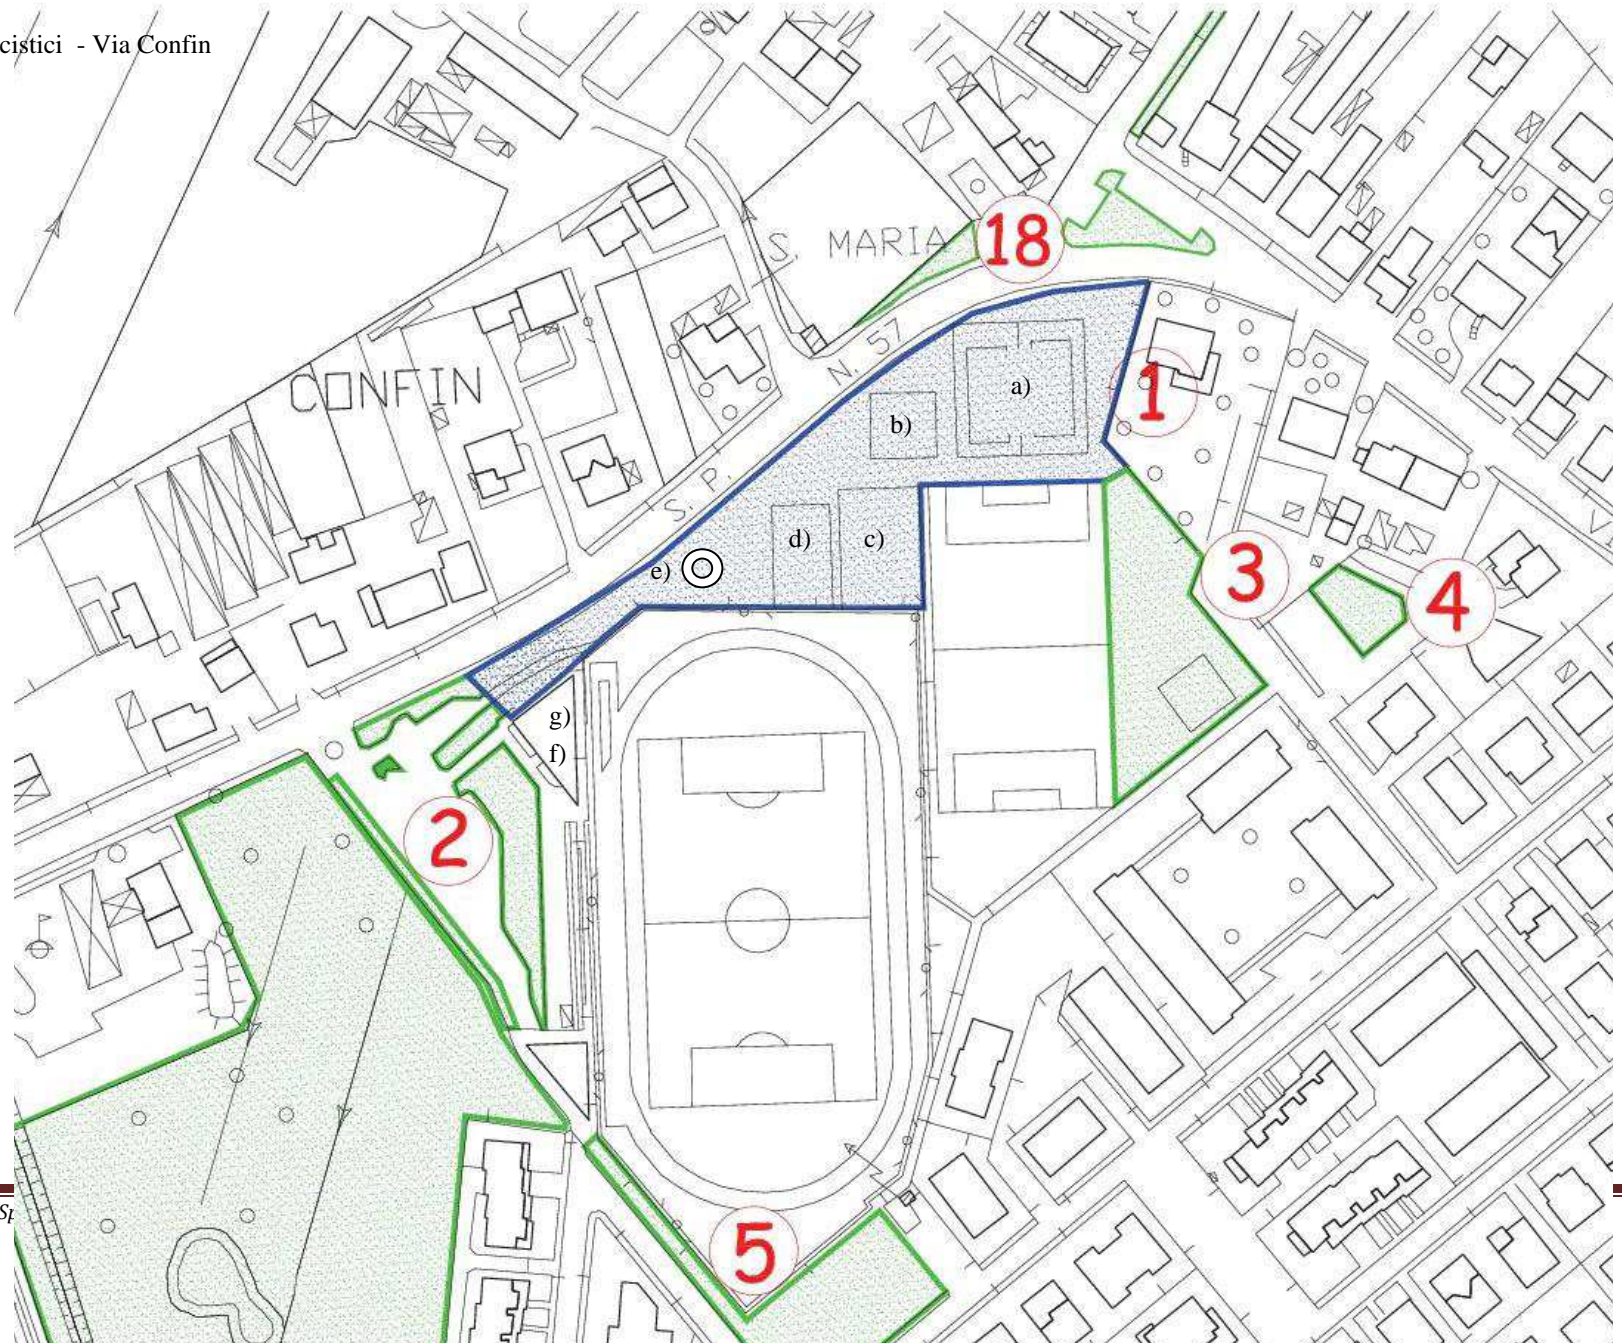 cistici - Via Confin
18
S. MARIA
N. 57
CONFIN
a)
1
b)
S. P.
d)
c)
e)
3
4
g)
f)
2
5